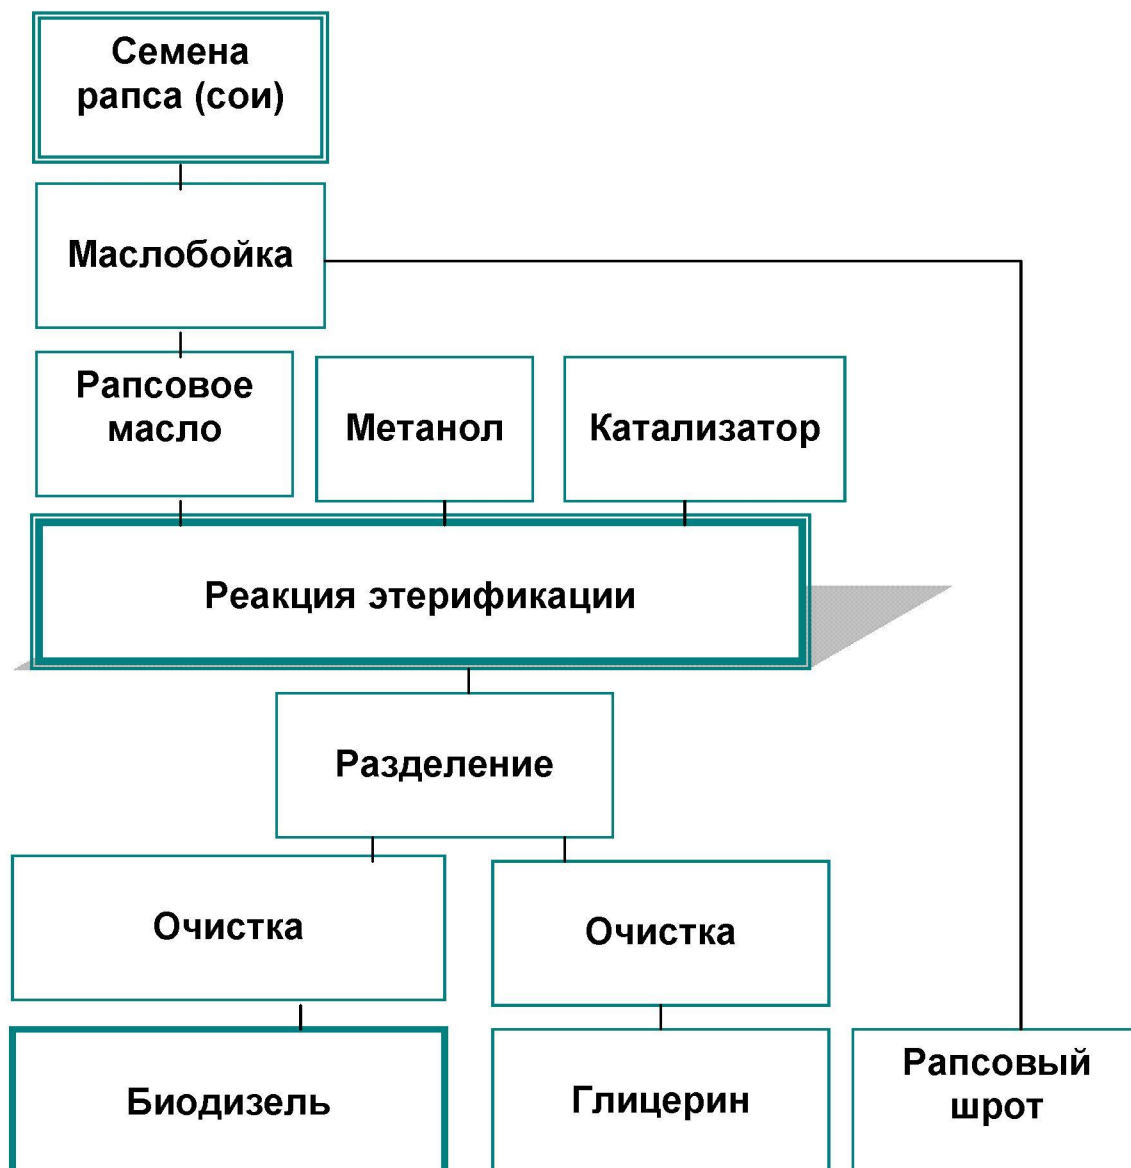 Семена
рапса (сои)
Маслобойка
Рапсовое
масло
Метанол
Катализатор
Реакция этерификации
Разделение
Очистка
Очистка
Биодизель
Глицерин
Рапсовый
шрот